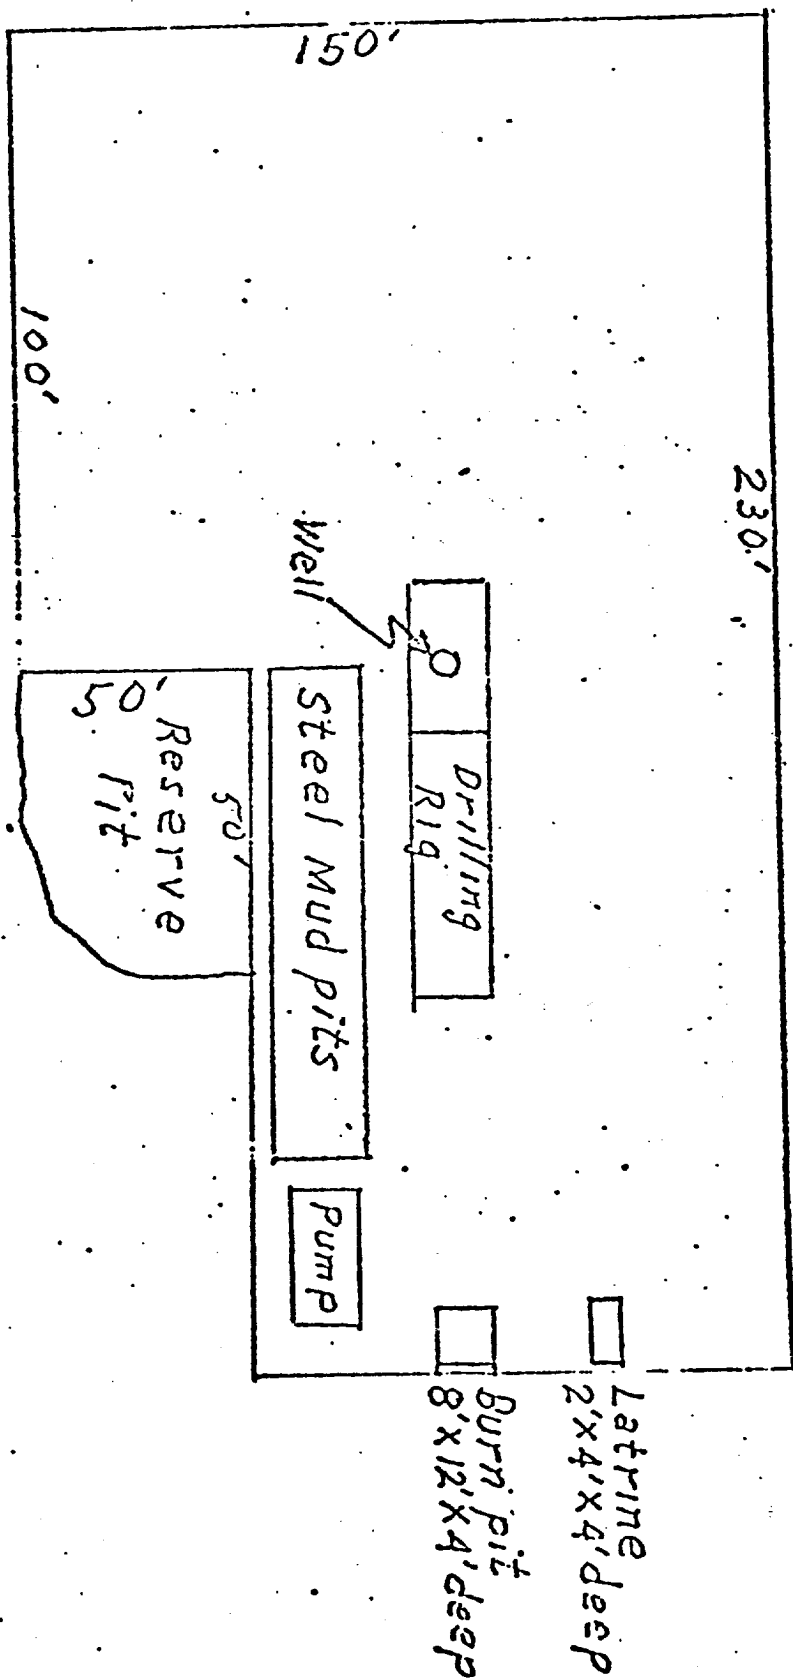 230.'
150'
100'
Latrine
2'x4'x4' deep
Drilling
Rig
Burn pit
8'x12'x4' deep
Well
Steel Mud pits
Pump
50'
Reserve
Pit
50'